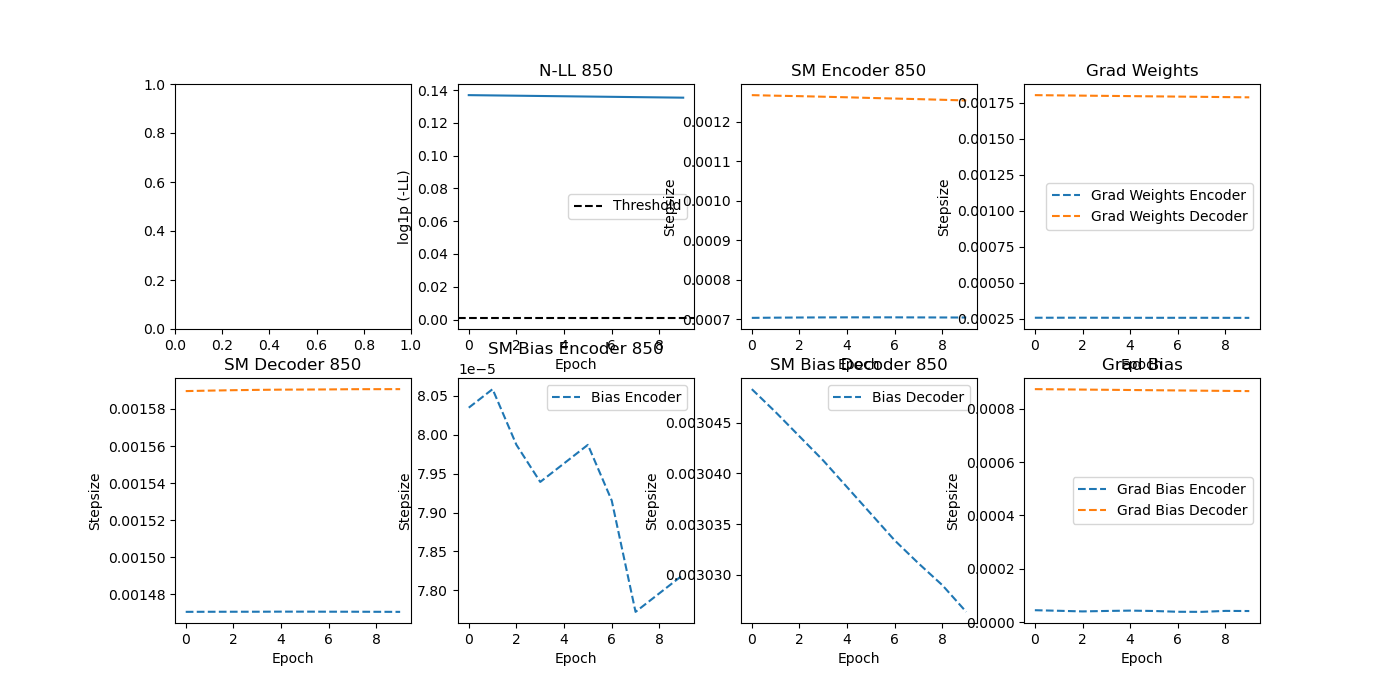 N-LL 850
SM Encoder 850
Grad Weights
1.0
0.8
0.6
0.4
0.2
0.0
0.0 0.2 0.4 0.6 0.8 1.0
log1p (-LL)
0.14
0.12
0.10
0.08
0.06
0.04
0.02
0.00
Threshold
0 2 4 6 8
Epoch
Stepsize
0.0012
0.0011
0.0010
0.0009
0.0008
0.0007
0 2 4 6 8
Epoch
Stepsize
0.00175
0.00150
0.00125
0.00100
0.00075
0.00050
0.00025
Grad Weights Encoder
Grad Weights Decoder
0 2 4 6 8
Epoch
SM Decoder 850
SM Bias Encoder 850
SM Bias Decoder 850
Grad Bias
Stepsize
0.00158
0.00156
0.00154
0.00152
0.00150
0.00148
0 2 4 6 8
Epoch
1e−5
Stepsize
8.05
8.00
7.95
7.90
7.85
7.80
Bias Encoder
0 2 4 6 8
Epoch
Stepsize
0.003045
0.003040
0.003035
0.003030
Bias Decoder
0 2 4 6 8
Epoch
Stepsize
0.0008
0.0006
0.0004
0.0002
0.0000
Grad Bias Encoder
Grad Bias Decoder
0 2 4 6 8
Epoch